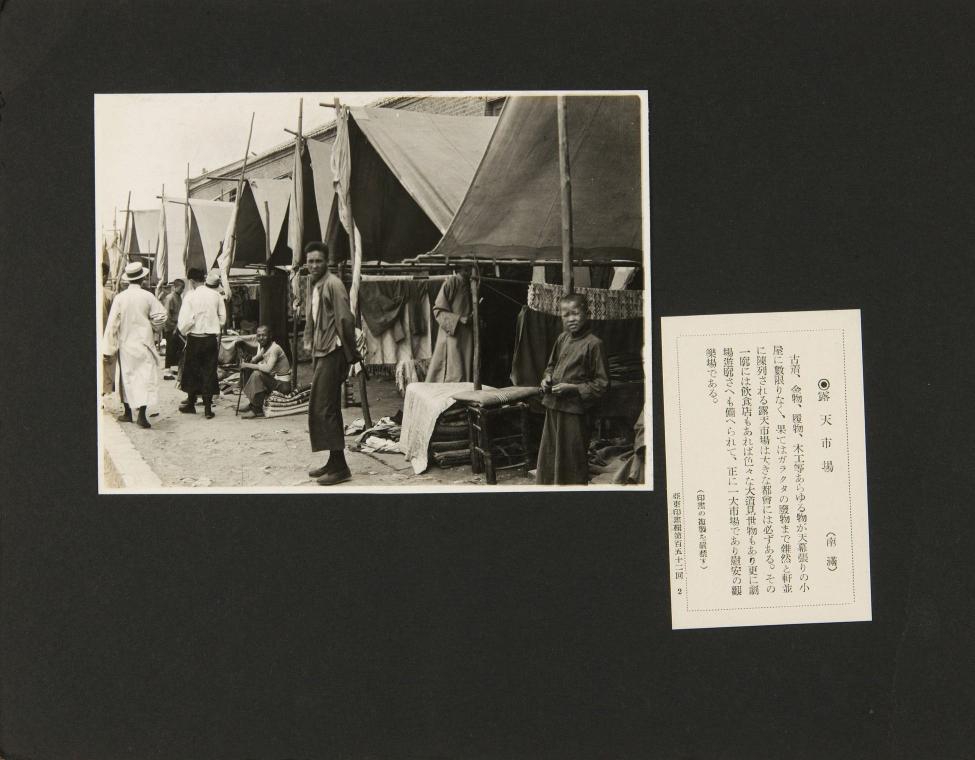 ◉露天市場 (南滿)
古着、金物、履物、木工等あらゆる物が天幕張りの小
屋に數限りなく、果てはガラクタの廢物まで雜然と軒並
に陳列される露天市場は大きな都會には必ずある。その
一廓には飮食店もあれば色々な大道見世物もあり更に劇
場遊廓さへも備へられて、正に一大市場であり慰安の觀
樂場である。
(印畫の複製を嚴禁す)
亞東印畫輯第百五十二回 2